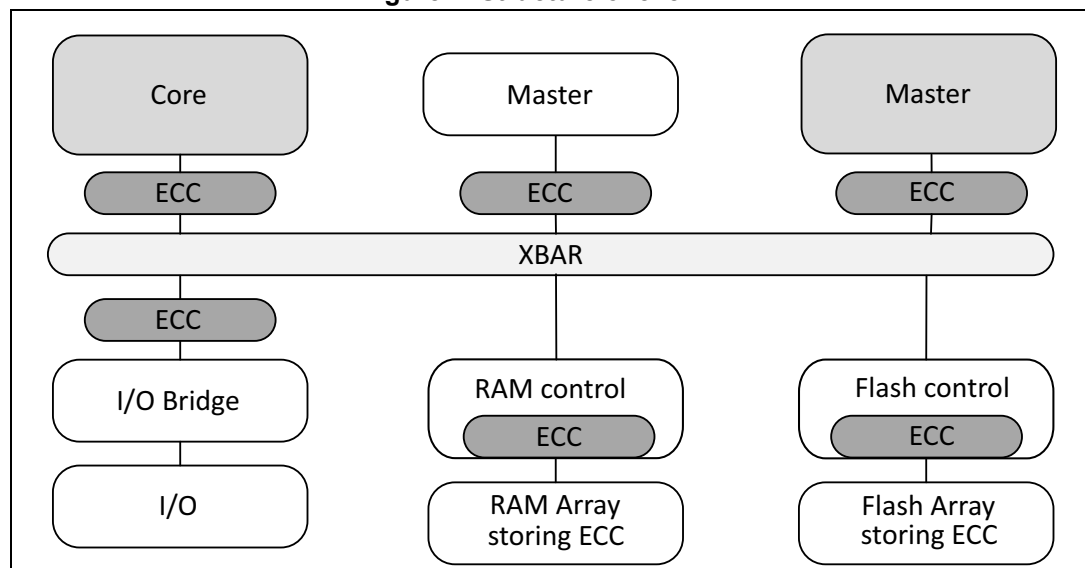 Core
Master
Master
ECC
ECC
ECC
XBAR
ECC
I/O Bridge
RAM control
Flash control
ECC
ECC
I/O
RAM Array
storing ECC
Flash Array
storing ECC